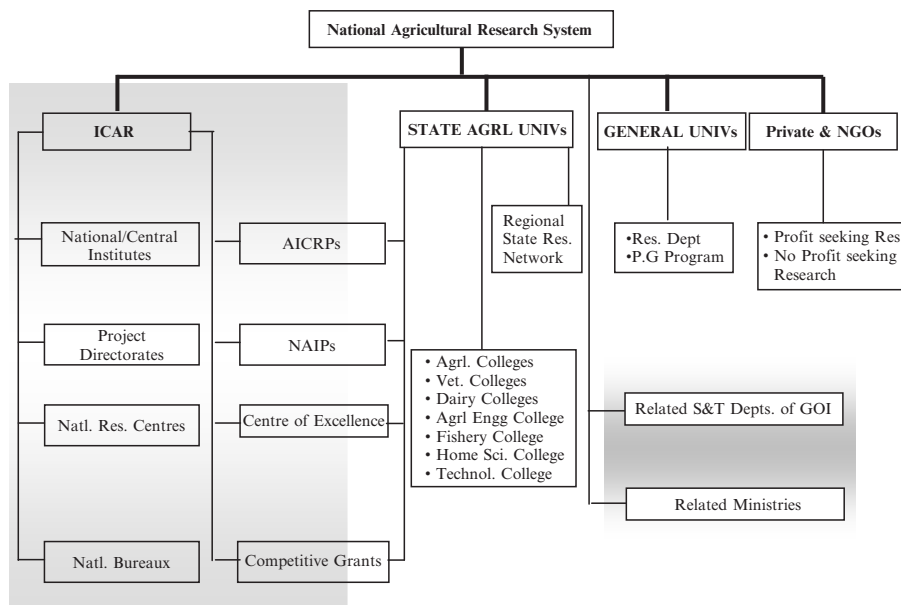 National Agricultural Research System
ICAR
STATE AGRL UNIVs
GENERAL UNIVs
Private & NGOs
National/Central
Institutes
AICRPs
Regional
State Res.
Network
•Res. Dept
•P.G Program
• Profit seeking Res
• No Profit seeking
Research
Project
Directorates
NAIPs
• Agrl. Colleges
• Vet. Colleges
• Dairy Colleges
• Agrl Engg College
• Fishery College
• Home Sci. College
• Technol. College
Natl. Res. Centres
Centre of Excellence
Related S&T Depts. of GOI
Related Ministries
Natl. Bureaux
Competitive Grants